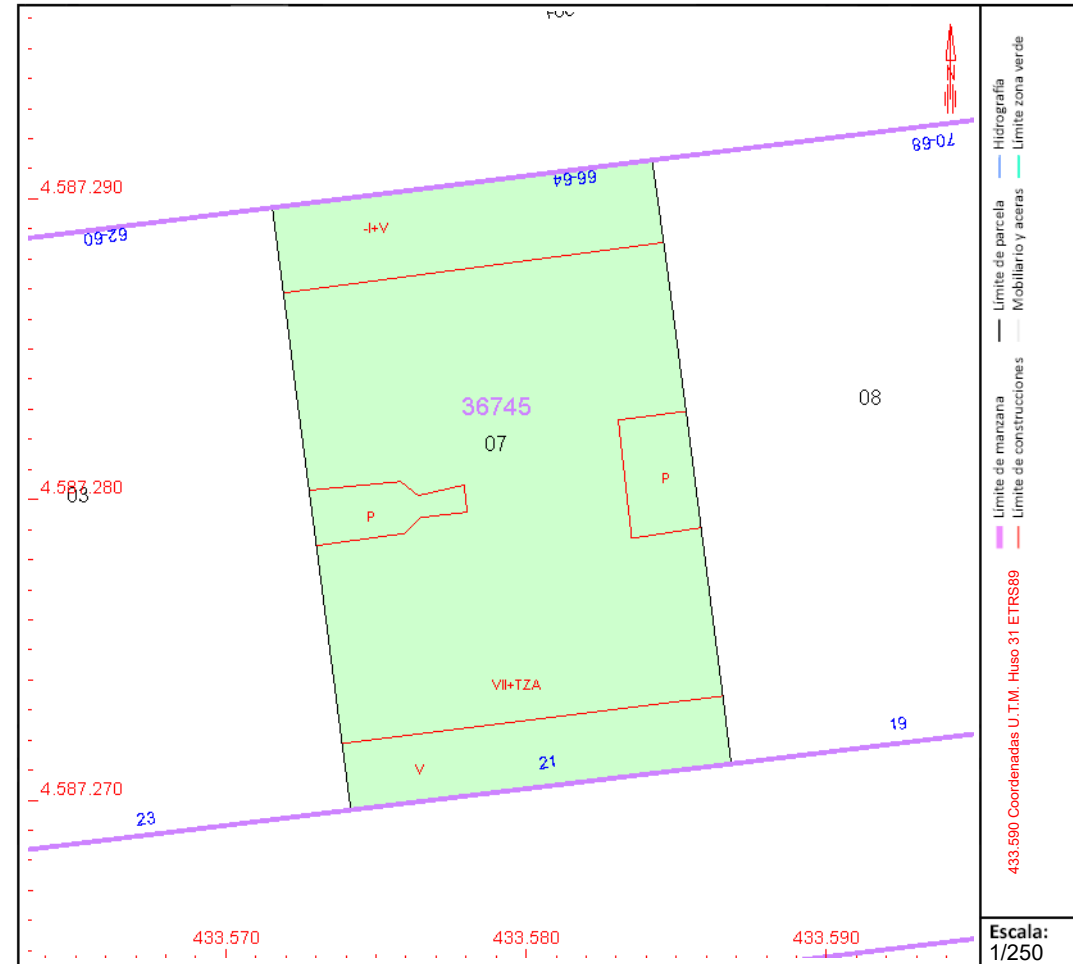 70-68
66-64
62-60
4.587.290
-I+V
36745
07
08
4.587.280
03
P
P
VII+TZA
4.587.270
V
21
19
23
433.570
433.580
433.590
Límite de manzana
Límite de construcciones
Límite de parcela
Mobiliario y aceras
Hidrografía
Límite zona verde
433.590 Coordenadas U.T.M. Huso 31 ETRS89
Escala:
1/250